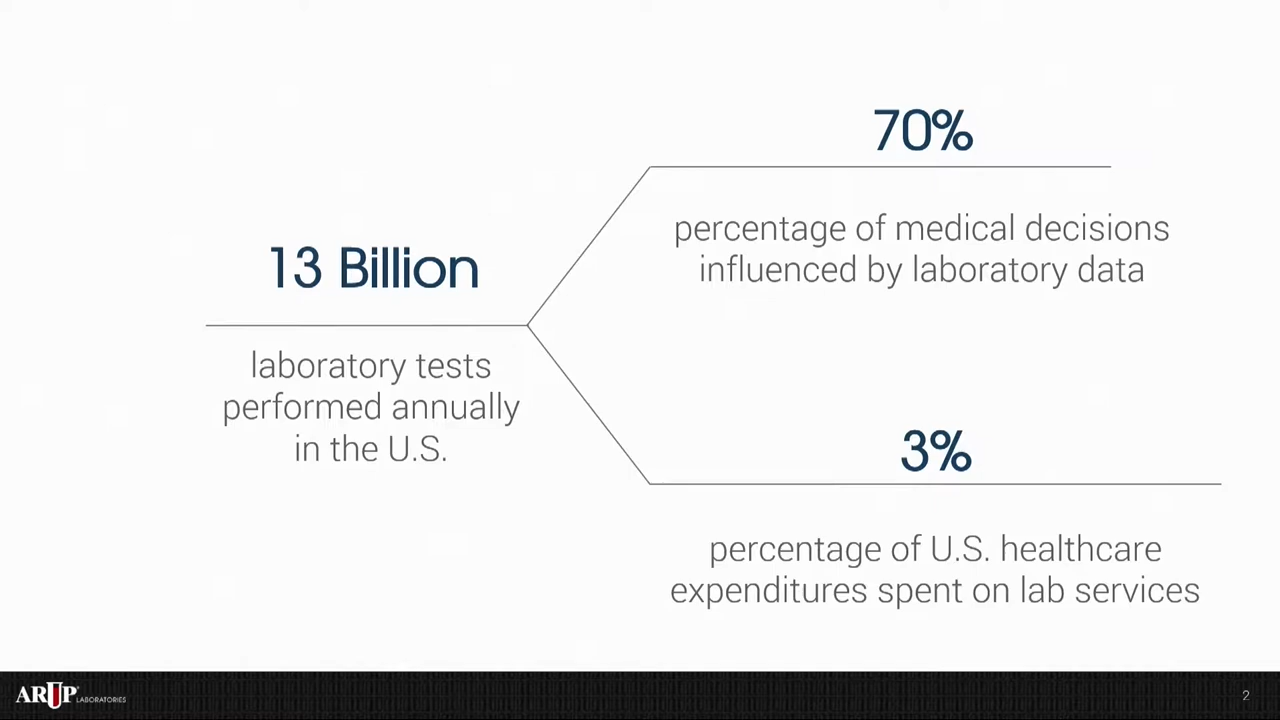 13 Billion
laboratory tests
performed annually
in the U.S.
70%
percentage of medical decisions
influenced by laboratory data
3%
percentage of U.S. healthcare
expenditures spent on lab services
ARUP LABORATORIES
2